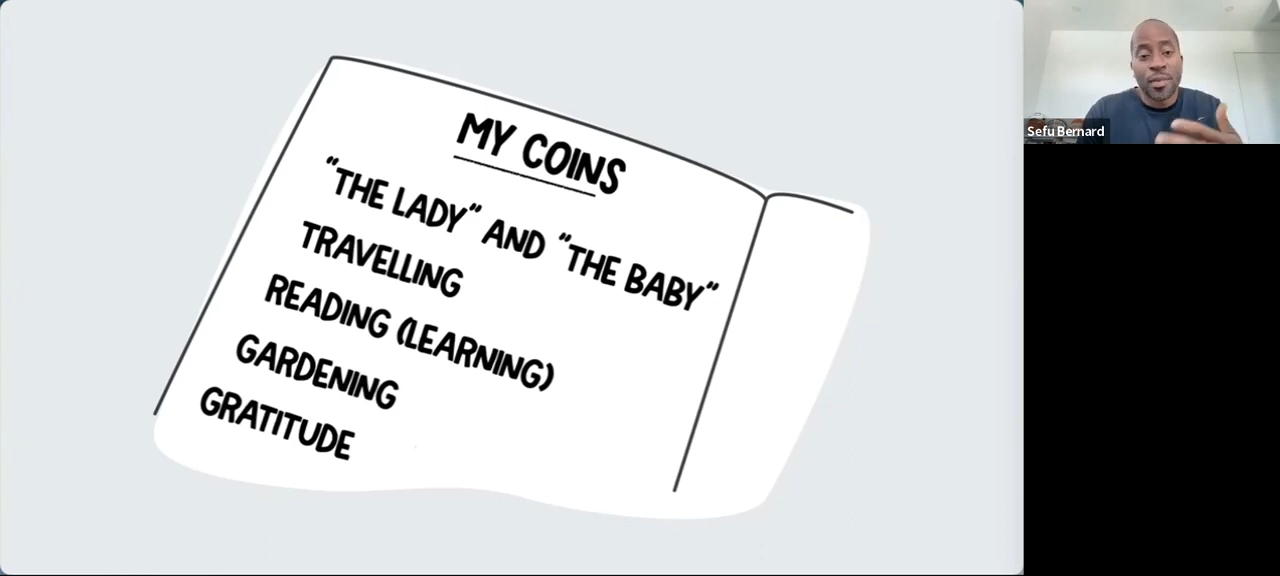 MY COINS
“THE LADY” AND “THE BABY”
TRAVELLING
READING (LEARNING)
GARDENING
GRATITUDE
Sefu Bernard